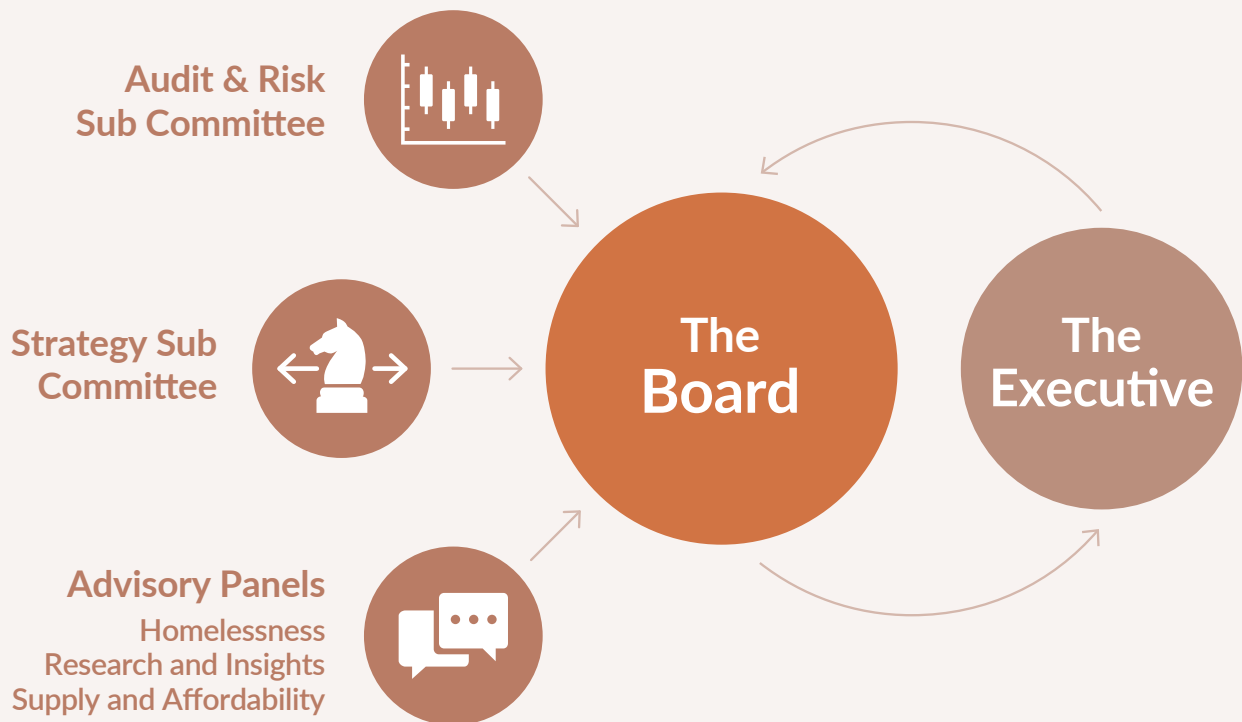 Audit & Risk
Sub Committee
Strategy Sub
Committee
Advisory Panels
Homelessness
Research and Insights
Supply and Affordability
The
Board
The
Executive